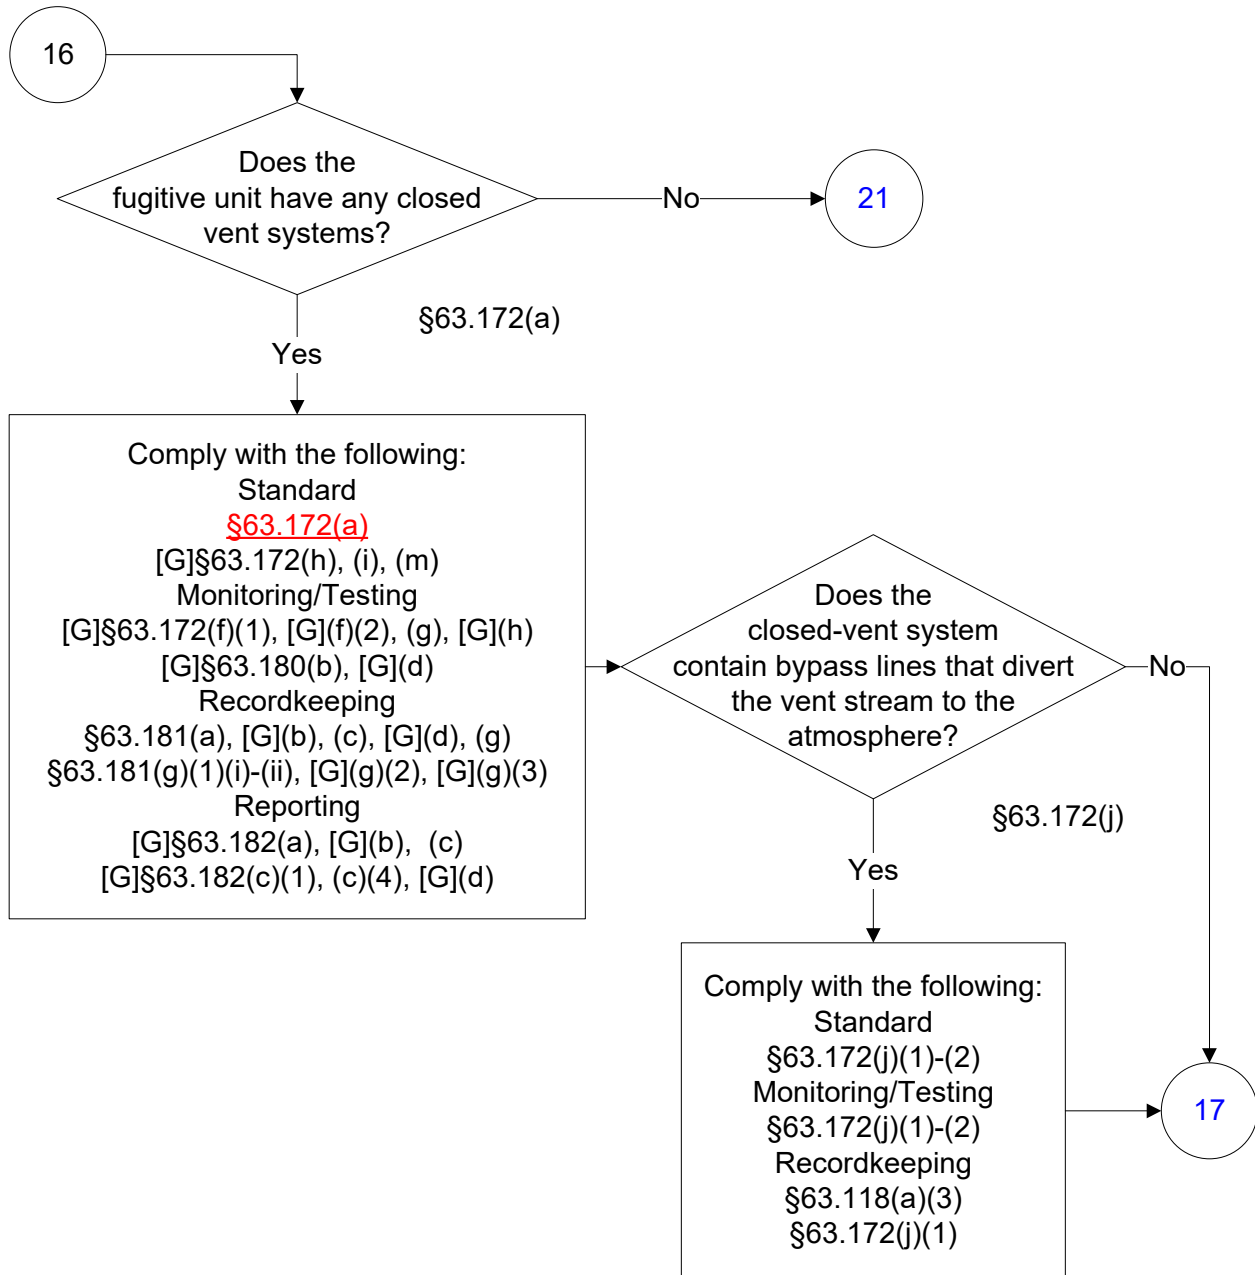 16
Does the
fugitive unit have any closed
vent systems?
No
21
§63.172(a)
Yes
Comply with the following:
Standard
§63.172(a)
[G]§63.172(h), (i), (m)
Monitoring/Testing
[G]§63.172(f)(1), [G](f)(2), (g), [G](h)
[G]§63.180(b), [G](d)
Recordkeeping
§63.181(a), [G](b), (c), [G](d), (g)
§63.181(g)(1)(i)-(ii), [G](g)(2), [G](g)(3)
Reporting
[G]§63.182(a), [G](b),  (c)
[G]§63.182(c)(1), (c)(4), [G](d)
Does the
closed-vent system
contain bypass lines that divert
the vent stream to the
atmosphere?
No
§63.172(j)
Yes
Comply with the following:
Standard
§63.172(j)(1)-(2)
Monitoring/Testing
§63.172(j)(1)-(2)
Recordkeeping
§63.118(a)(3)
§63.172(j)(1)
17